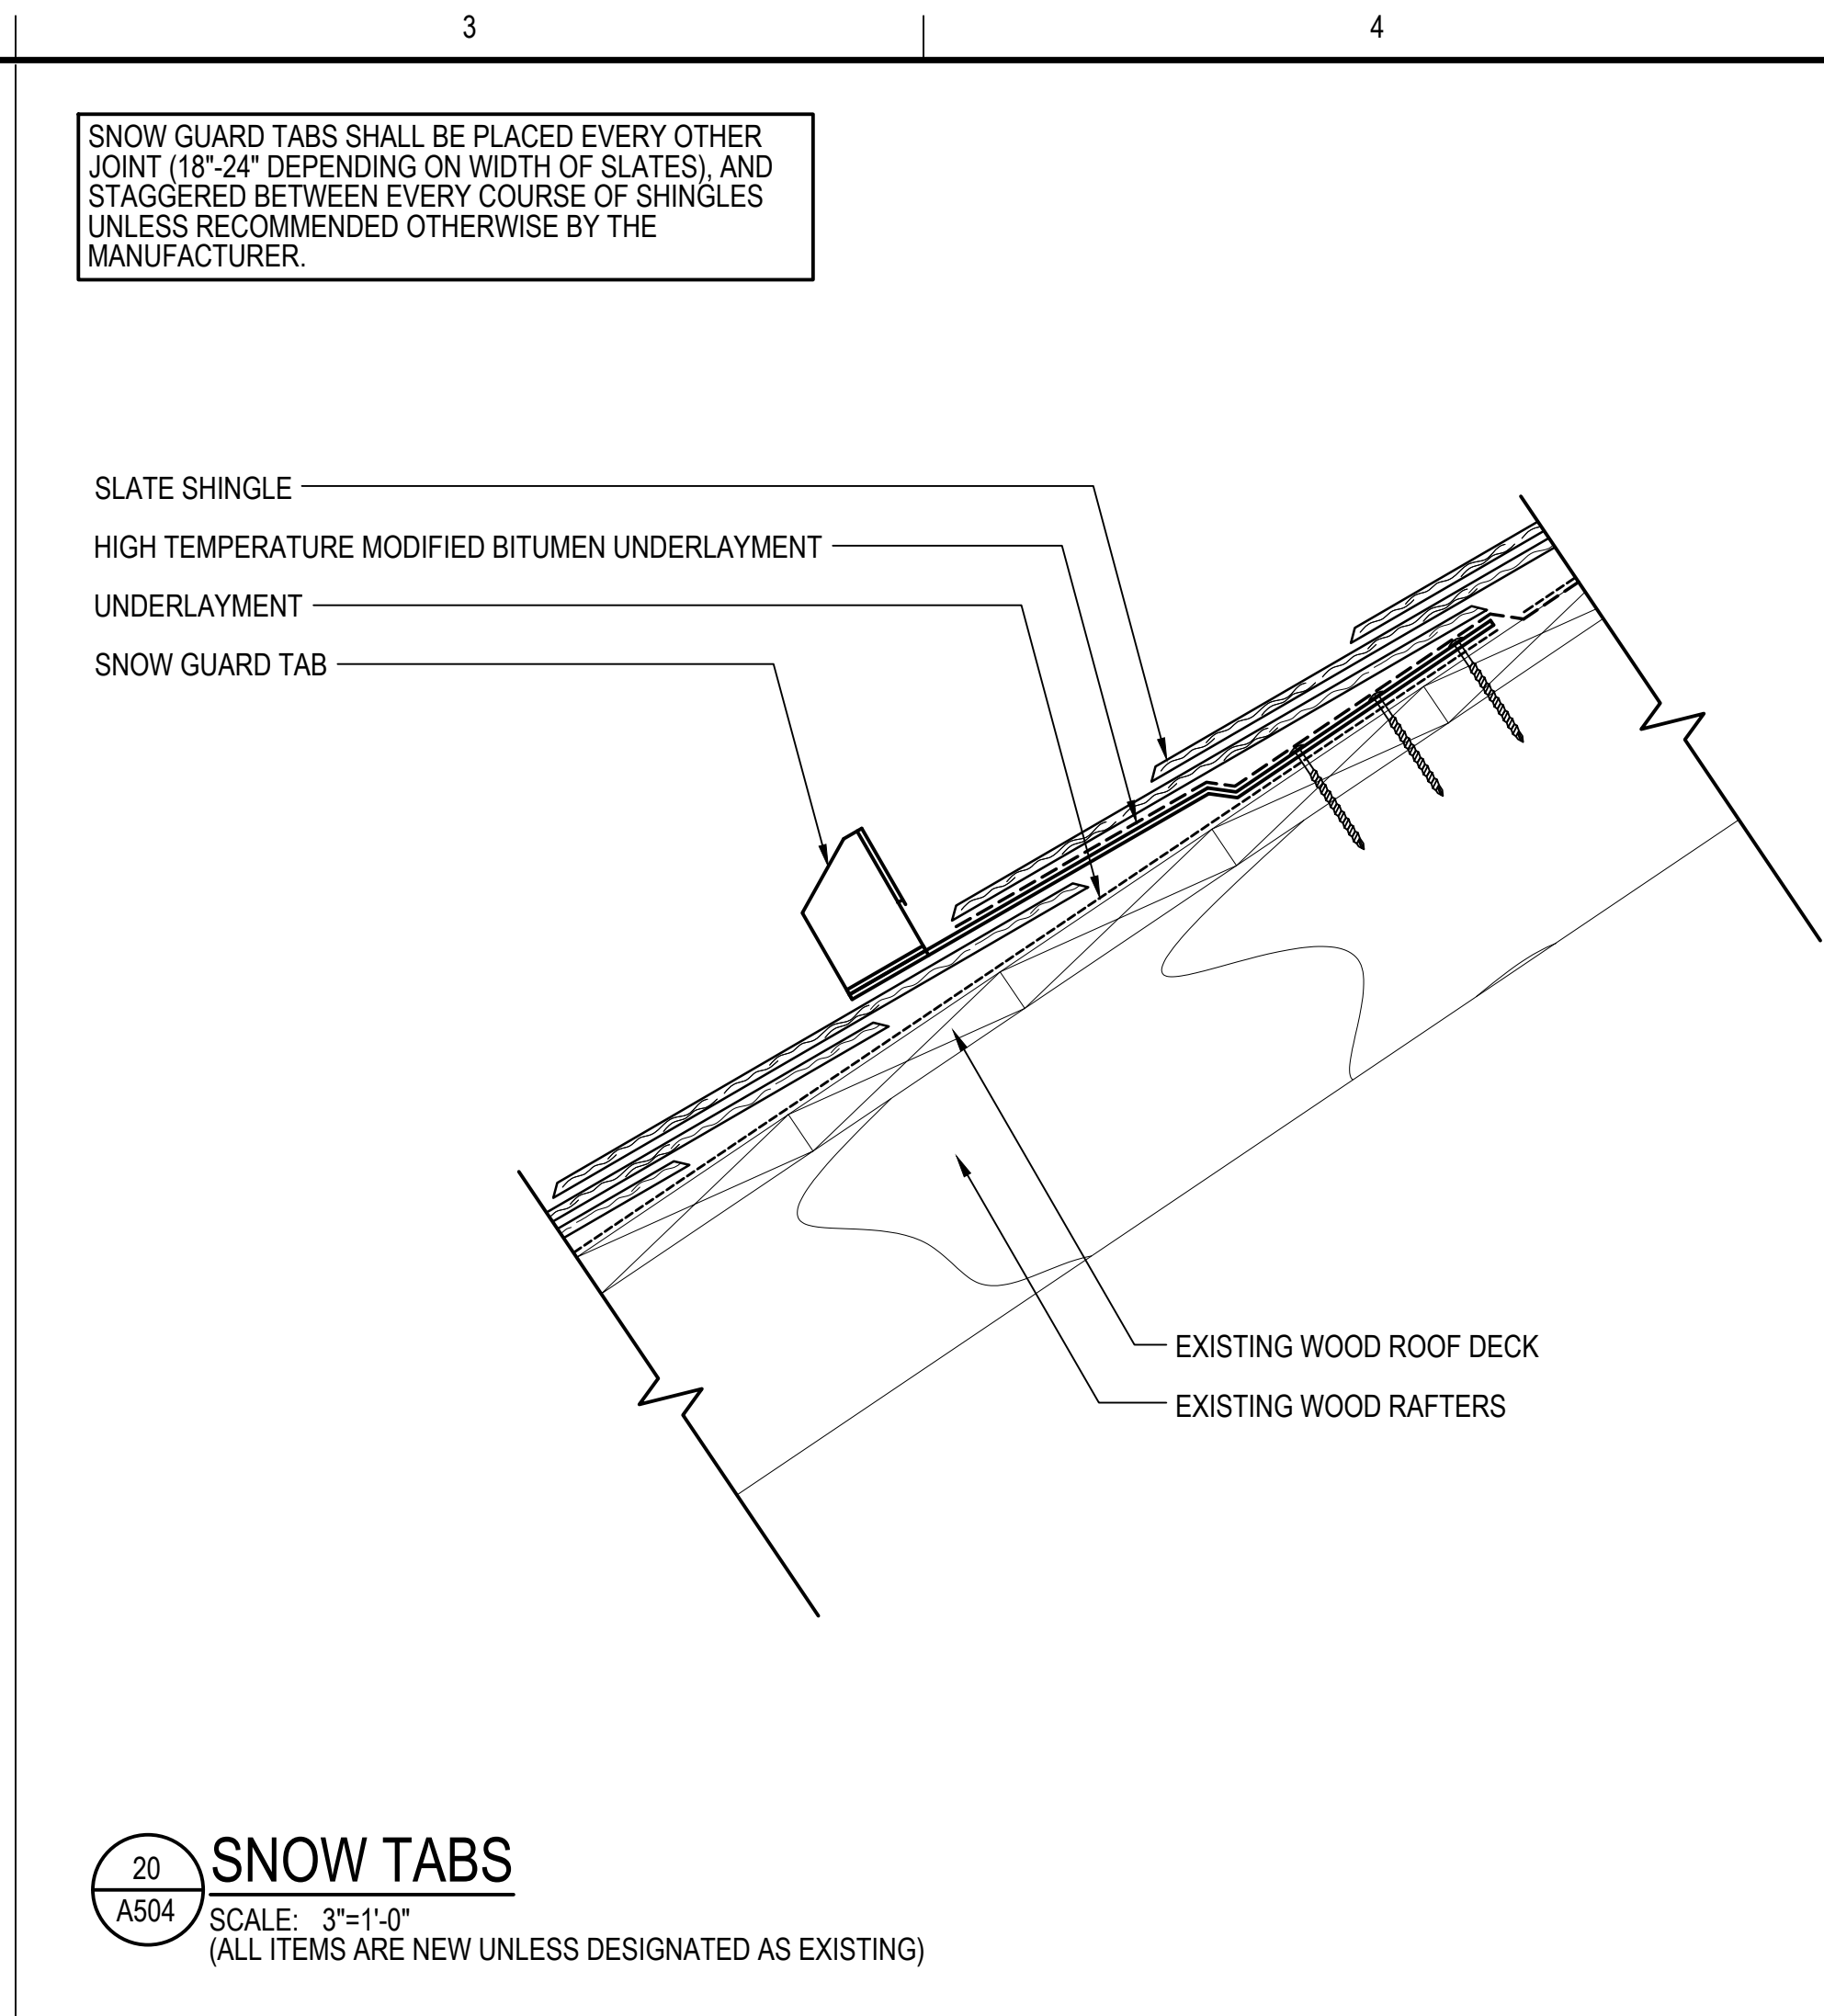 3
4
SNOW GUARD TABS SHALL BE PLACED EVERY OTHER
JOINT (18"-24" DEPENDING ON WIDTH OF SLATES), AND
STAGGERED BETWEEN EVERY COURSE OF SHINGLES
UNLESS RECOMMENDED OTHERWISE BY THE
MANUFACTURER.
SLATE SHINGLE
HIGH TEMPERATURE MODIFIED BITUMEN UNDERLAYMENT
UNDERLAYMENT
SNOW GUARD TAB
EXISTING WOOD ROOF DECK
EXISTING WOOD RAFTERS
20
A504
SNOW TABS
SCALE: 3"=1'-0"
(ALL ITEMS ARE NEW UNLESS DESIGNATED AS EXISTING)